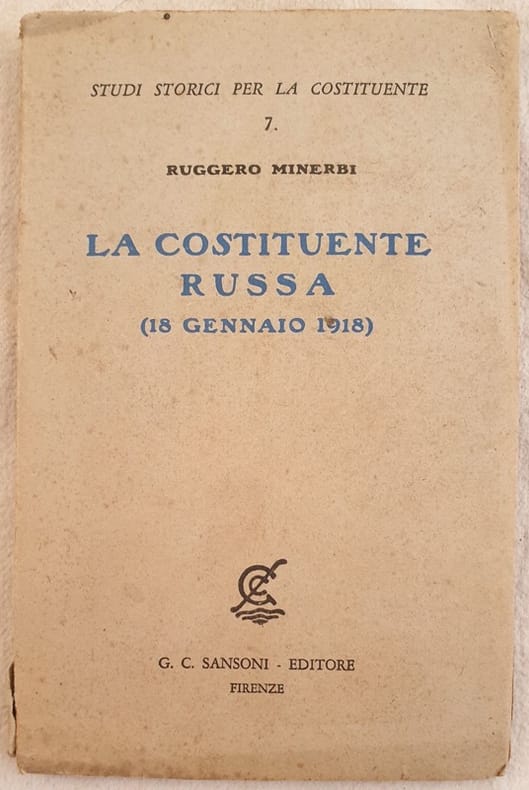 STUDI STORICI PER LA COSTITUENTE
7.
RUGGERO MINERBI
LA COSTITUENTE
RUSSA
(18 GENNAIO 1918)
G. C. SANSONI - EDITORE
FIRENZE